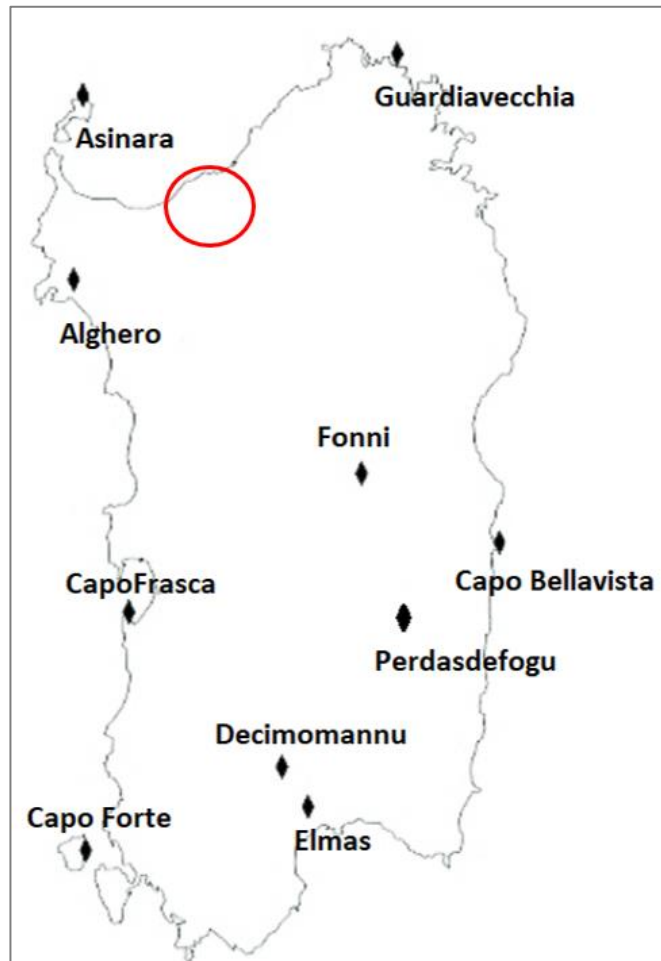 Guardiavecchia
Asinara
Alghero
Fonni
CapoFrasca
Capo Bellavista
Perdasdefogu
Decimomannu
Capo Forte
Elmas